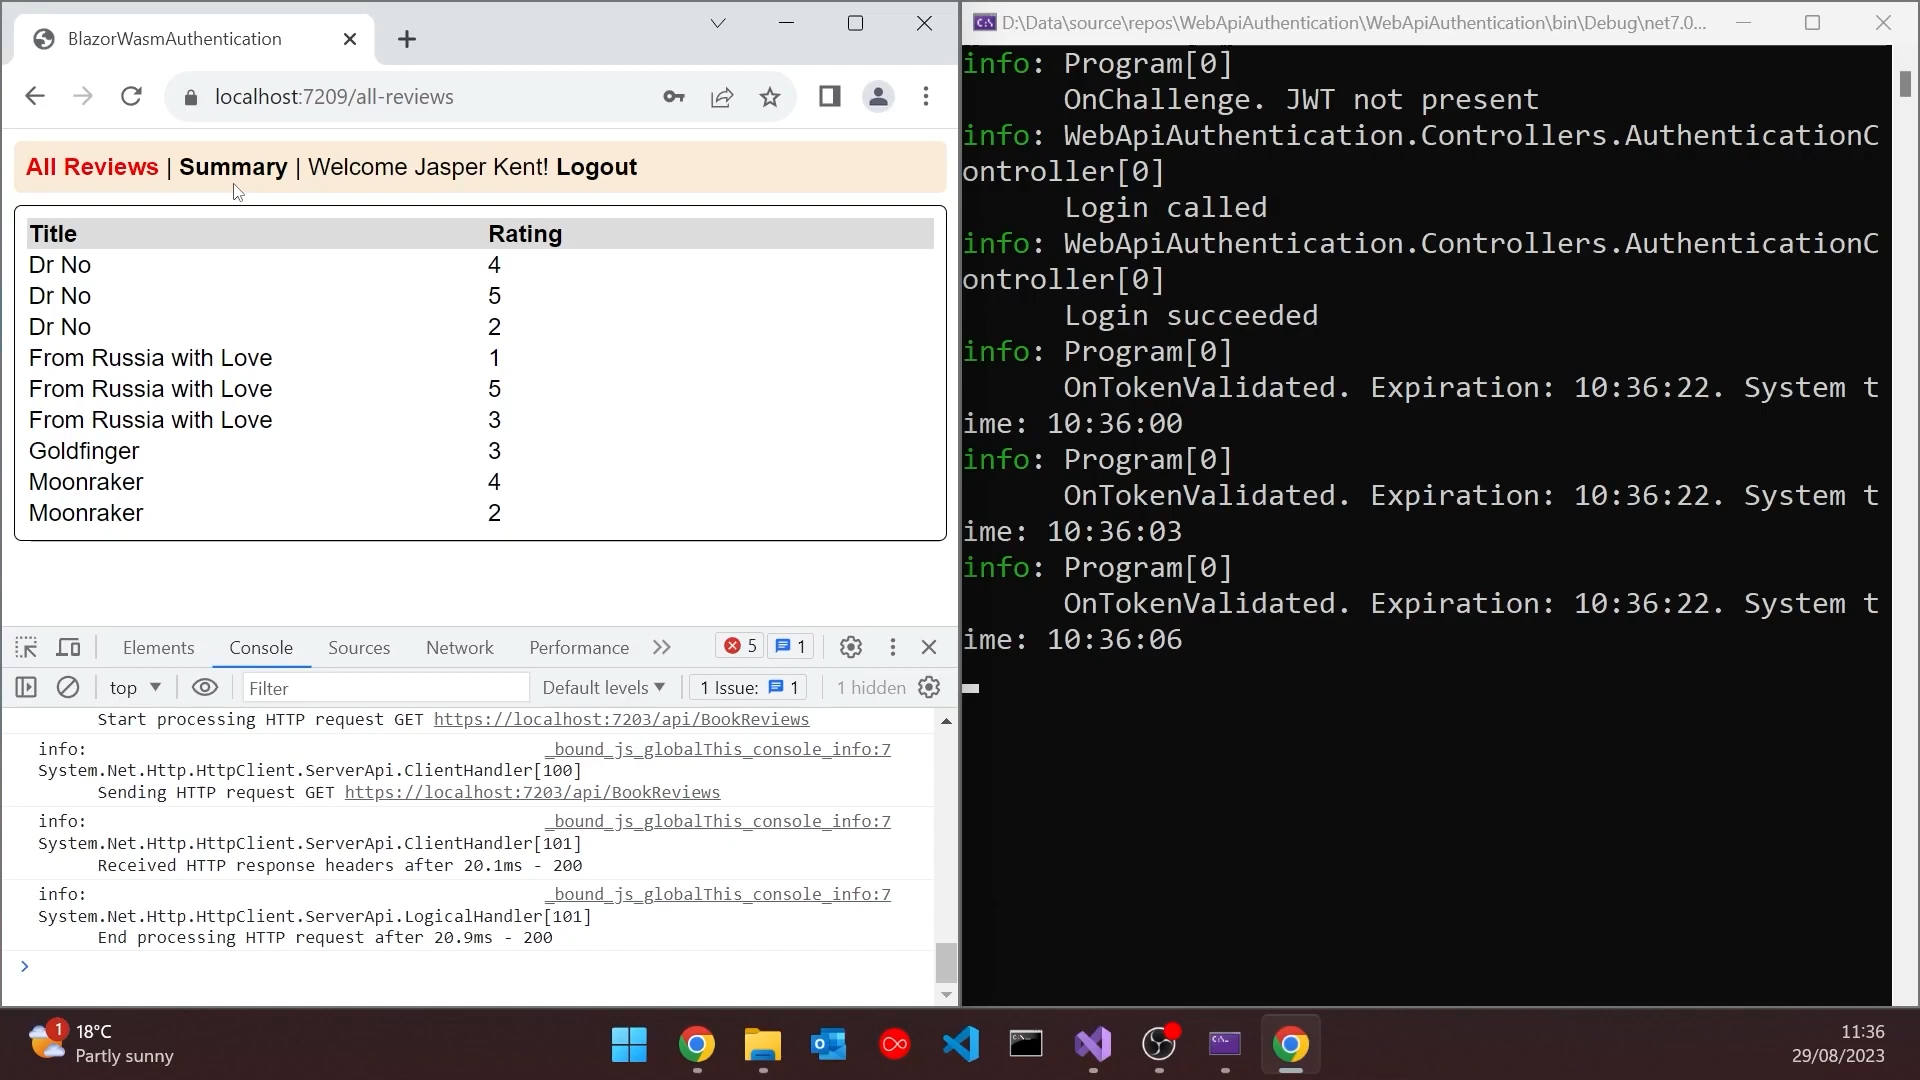 BlazorWasmAuthentication
localhost:7209/all-reviews
All Reviews | Summary | Welcome Jasper Kent! Logout
Title Rating
Dr No 4
Dr No 5
Dr No 2
From Russia with Love 1
From Russia with Love 5
From Russia with Love 3
Goldfinger 3
Moonraker 4
Moonraker 2
Elements Console Sources Network Performance 5 1
top Filter Default levels 1 Issue: 1 1 hidden
Start processing HTTP request GET https://localhost:7203/api/BookReviews
info: _bound_js_globalThis_console_info:7
System.Net.Http.HttpClient.ServerApi.ClientHandler[100]
Sending HTTP request GET https://localhost:7203/api/BookReviews
info: _bound_js_globalThis_console_info:7
System.Net.Http.HttpClient.ServerApi.ClientHandler[101]
Received HTTP response headers after 20.1ms - 200
info: _bound_js_globalThis_console_info:7
System.Net.Http.HttpClient.ServerApi.LogicalHandler[101]
End processing HTTP request after 20.9ms - 200
D:\Data\source\repos\WebApiAuthentication\WebApiAuthentication\bin\Debug\net7.0...
info: Program[0]
OnChallenge. JWT not present
info: WebApiAuthentication.Controllers.AuthenticationC
ontroller[0]
Login called
info: WebApiAuthentication.Controllers.AuthenticationC
ontroller[0]
Login succeeded
info: Program[0]
OnTokenValidated. Expiration: 10:36:22. System t
ime: 10:36:00
info: Program[0]
OnTokenValidated. Expiration: 10:36:22. System t
ime: 10:36:03
info: Program[0]
OnTokenValidated. Expiration: 10:36:22. System t
ime: 10:36:06
1 18°C
Partly sunny
11:36
29/08/2023